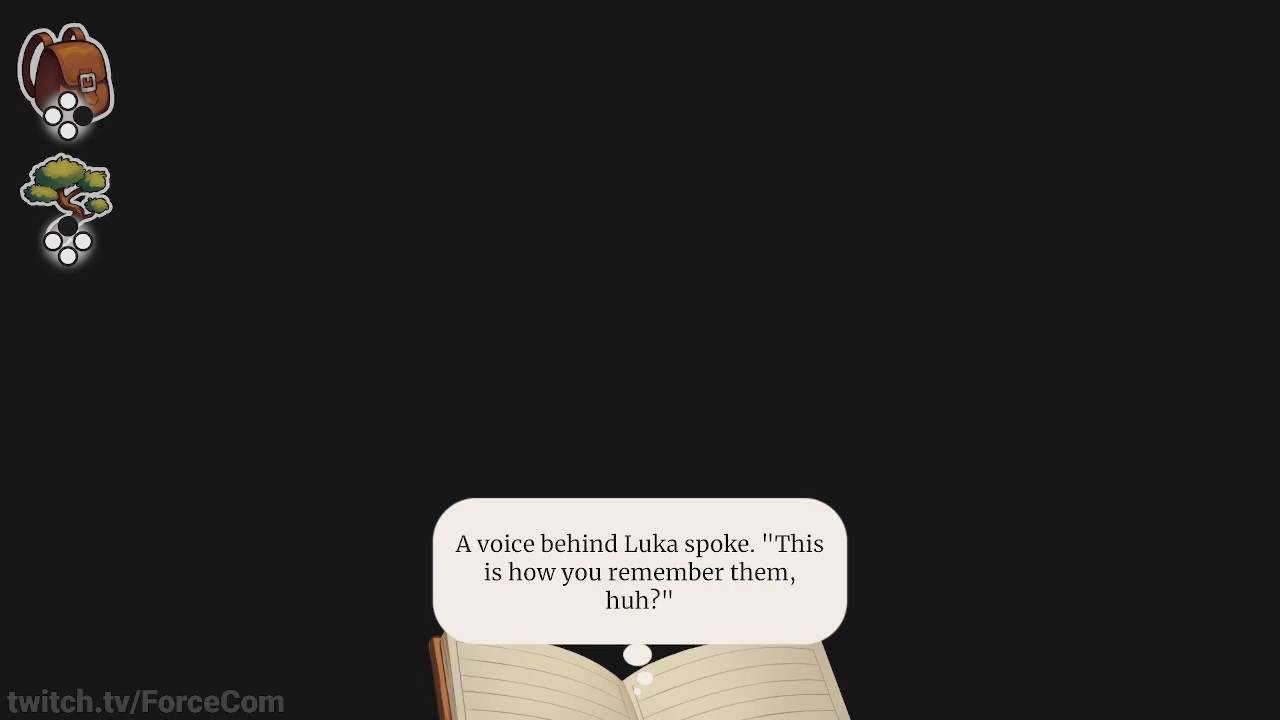 A voice behind Luka spoke. "This
is how you remember them,
huh?"
twitch.tv/ForceCom